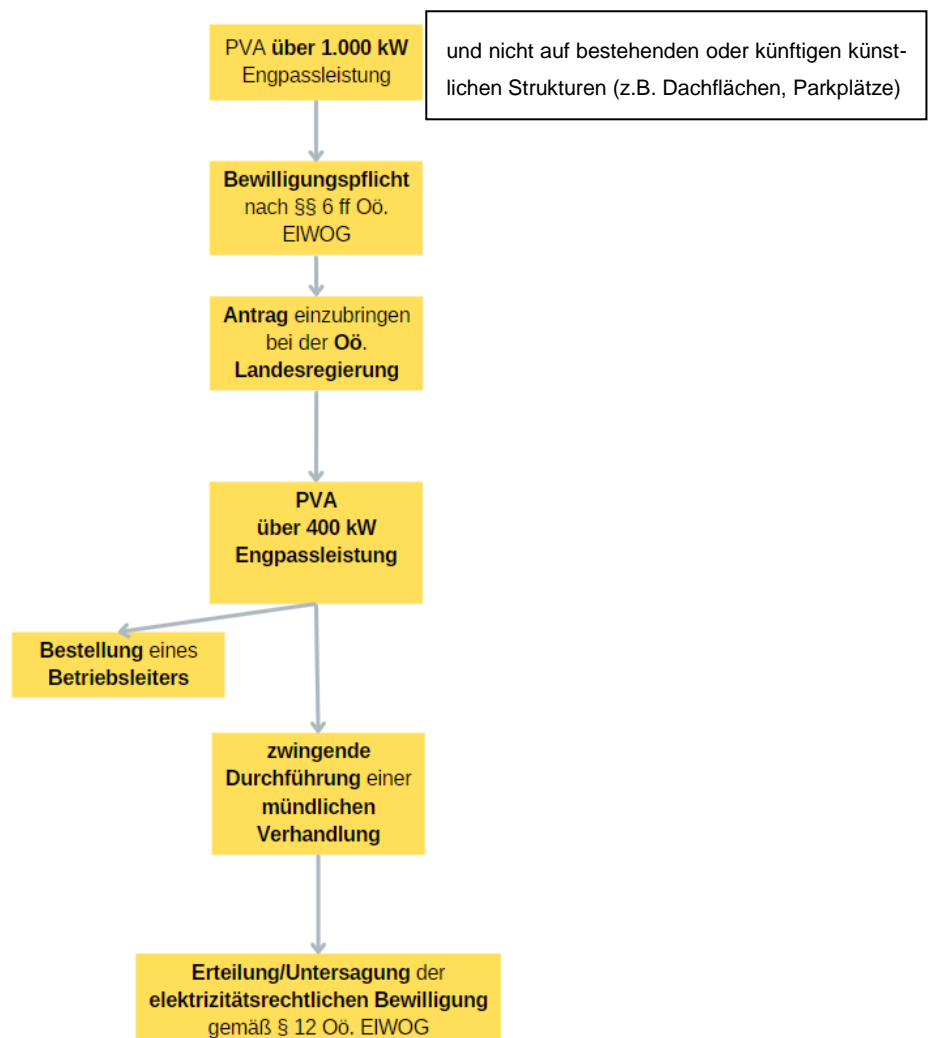 PVA über 1.000 kW
Engpassleistung
und nicht auf bestehenden oder künftigen künst-
lichen Strukturen (z.B. Dachflächen, Parkplätze)
Bewilligungspflicht
nach §§ 6 ff Oö.
ElWOG
Antrag einzubringen
bei der Oö.
Landesregierung
PVA
über 400 kW
Engpassleistung
Bestellung eines
Betriebsleiters
zwingende
Durchführung einer
mündlichen
Verhandlung
Erteilung/Untersagung der
elektrizitätsrechtlichen Bewilligung
gemäß § 12 Oö. ElWOG